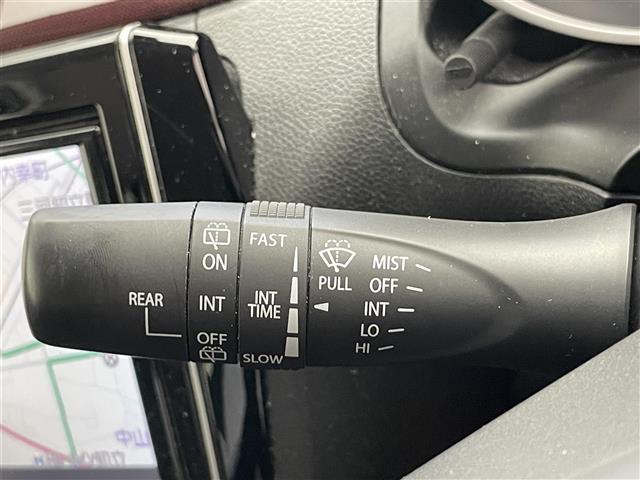 ON
INT
OFF
REAR
FAST
INT
TIME
SLOW
PULL
MIST
OFF
INT
LO
HI
中山